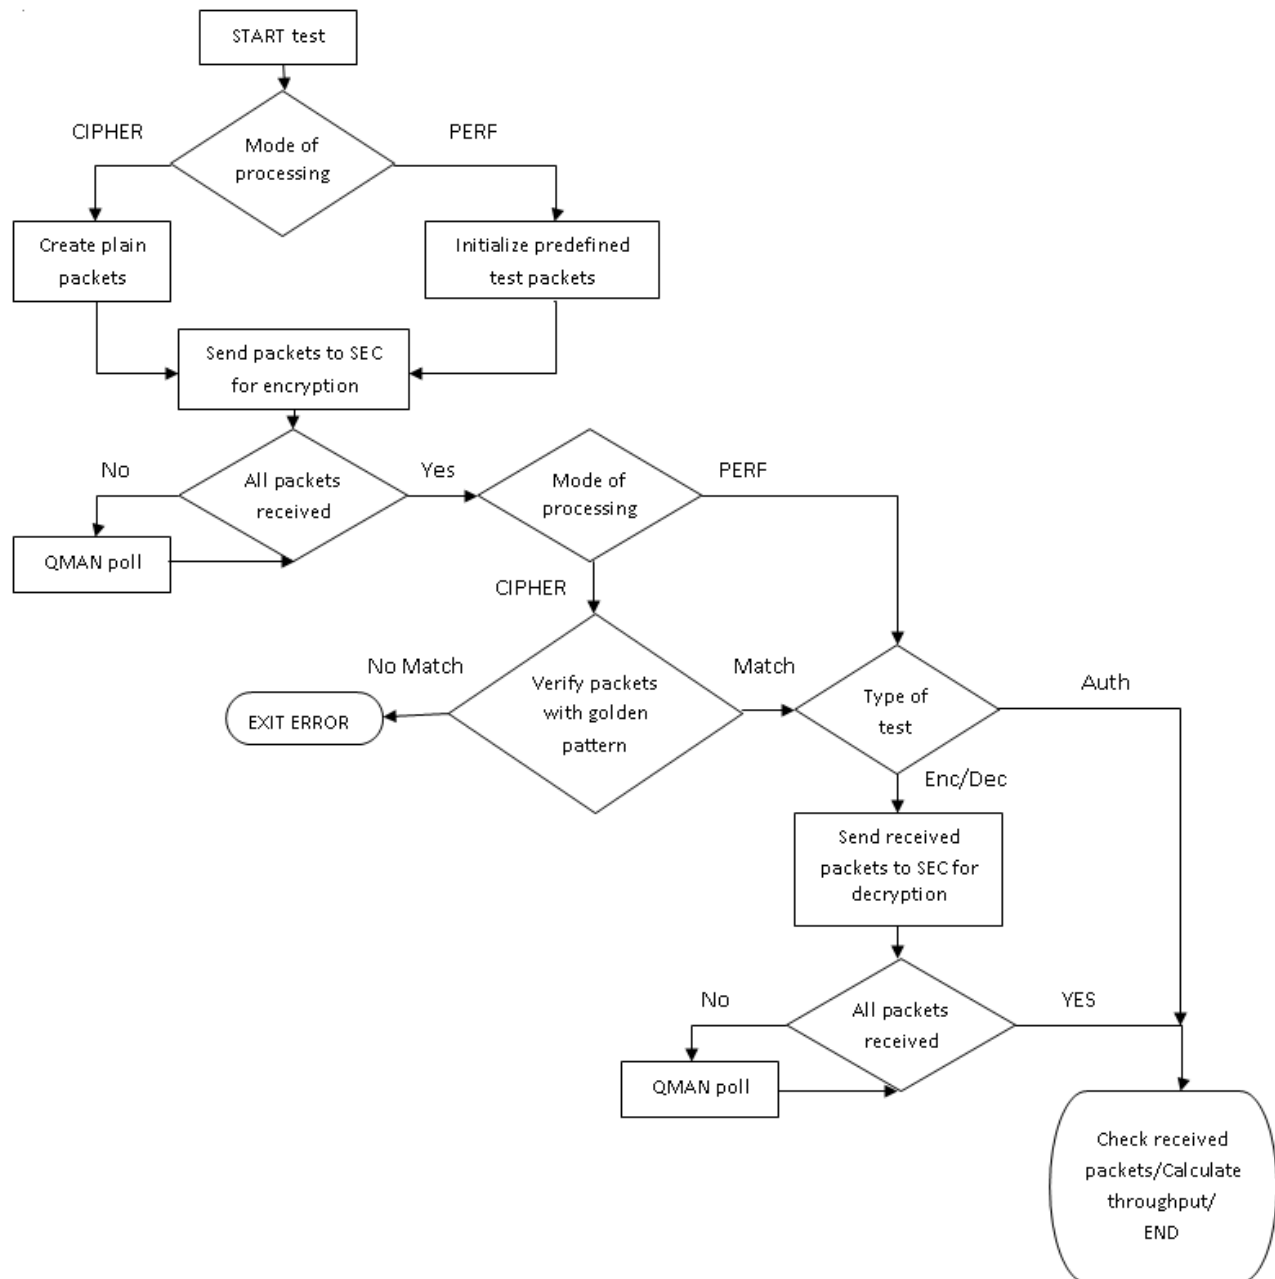 START test
CIPHER
PERF
Mode of
processing
Create plain
packets
Initialize predefined
test packets
Send packets to SEC
for encryption
No
All packets
received
Yes
Mode of
processing
PERF
QMAN poll
CIPHER
No Match
Verify packets
with golden
pattern
Match
Type of
test
Auth
EXIT ERROR
Enc/Dec
Send received
packets to SEC for
decryption
No
All packets
received
YES
QMAN poll
Check received
packets/Calculate
throughput/
END